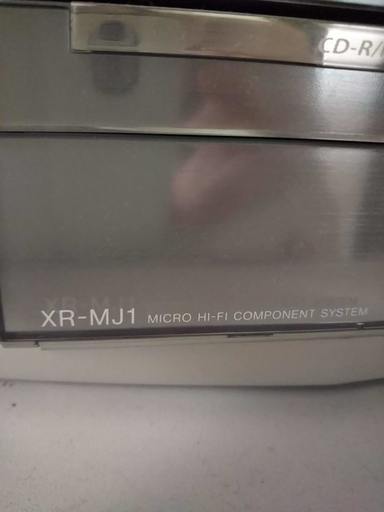 CD-R/
XR-MJ1 MICRO HI-FI COMPONENT SYSTEM